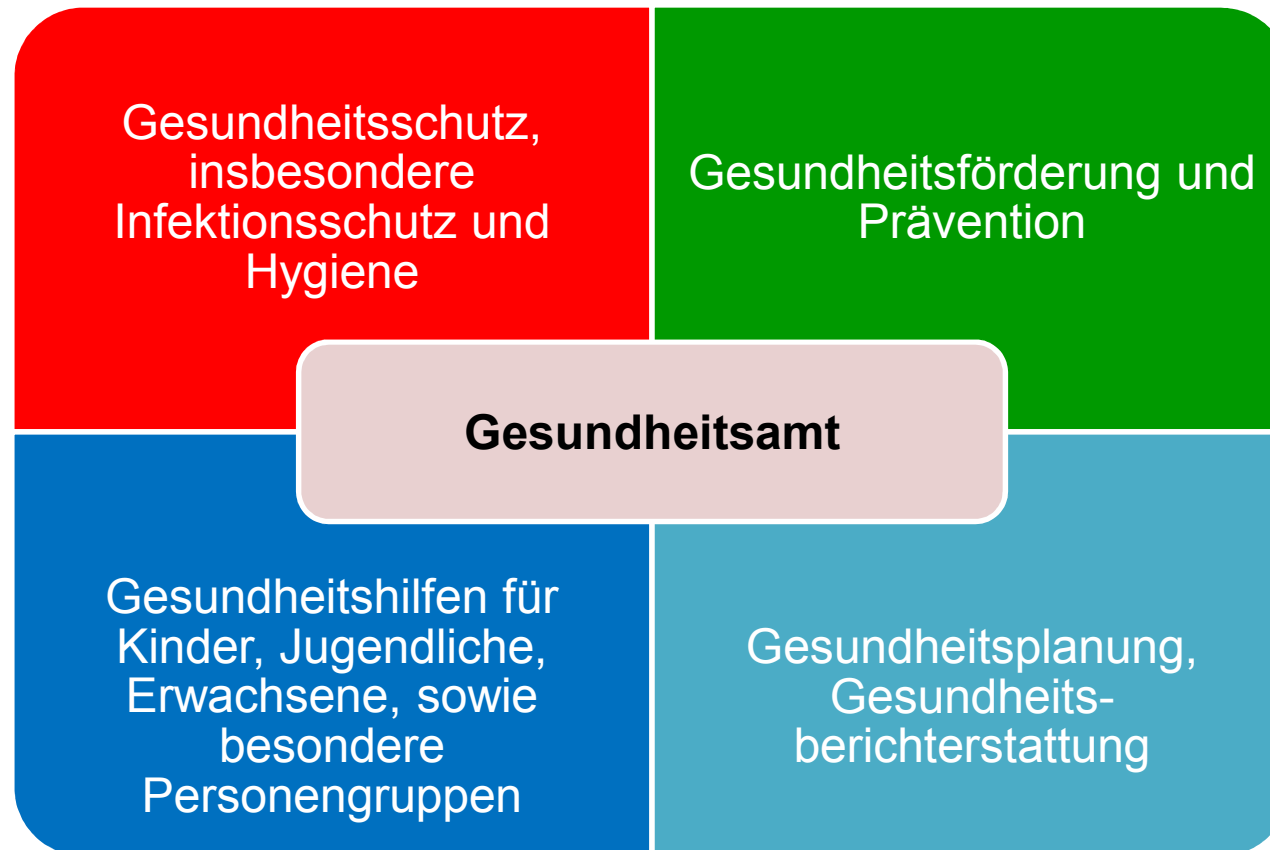 Gesundheitsschutz,
insbesondere
Infektionsschutz und
Hygiene
Gesundheitsförderung und
Prävention
Gesundheitsamt
Gesundheitshilfen für
Kinder, Jugendliche,
Erwachsene, sowie
besondere
Personengruppen
Gesundheitsplanung,
Gesundheits-
berichterstattung